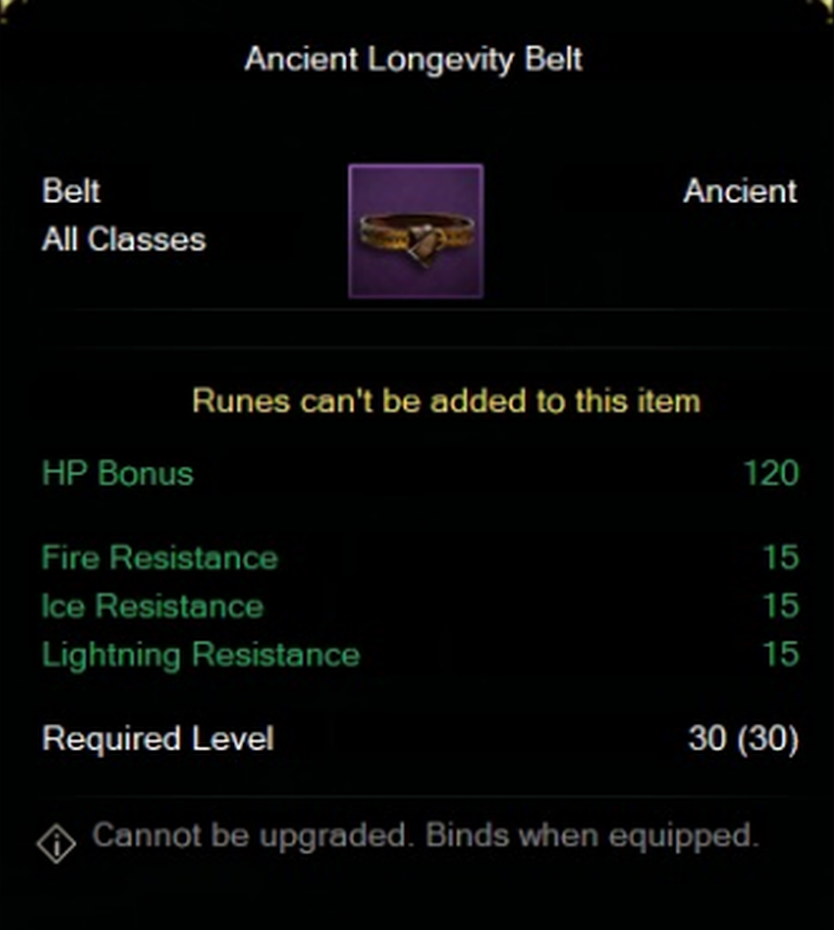 Ancient Longevity Belt
Belt
Ancient
All Classes
Runes can't be added to this item
HP Bonus 120
Fire Resistance 15
Ice Resistance 15
Lightning Resistance 15
Required Level 30 (30)
Cannot be upgraded. Binds when equipped.